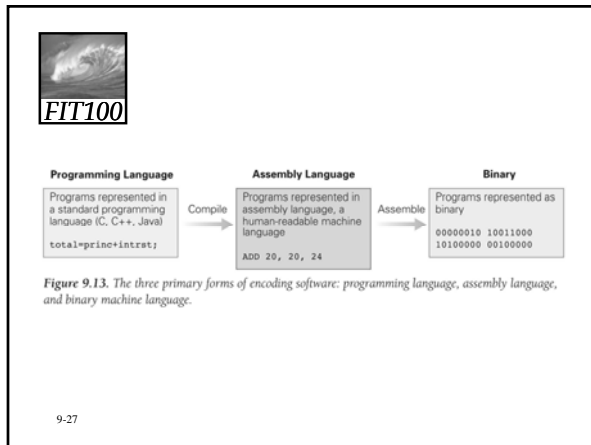 FIT100
Programming Language
Programs represented in
a standard programming
language (C, C++, Java)
total=princ+intrst;
Compile
Assembly Language
Programs represented in
assembly language, a
human-readable machine
language
ADD 20, 20, 24
Assemble
Binary
Programs represented as
binary
00000010 10011000
10100000 00100000
Figure 9.13. The three primary forms of encoding software: programming language, assembly language,
and binary machine language.
9-27